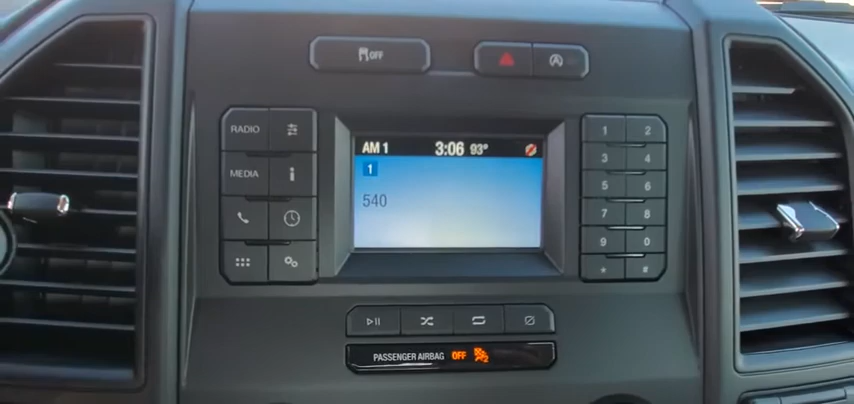 OFF
A
RADIO
MEDIA
i
AM 1 3:06 93°
1
540
1 2
3 4
5 6
7 8
9 0
* #
PASSENGER AIRBAG OFF 2